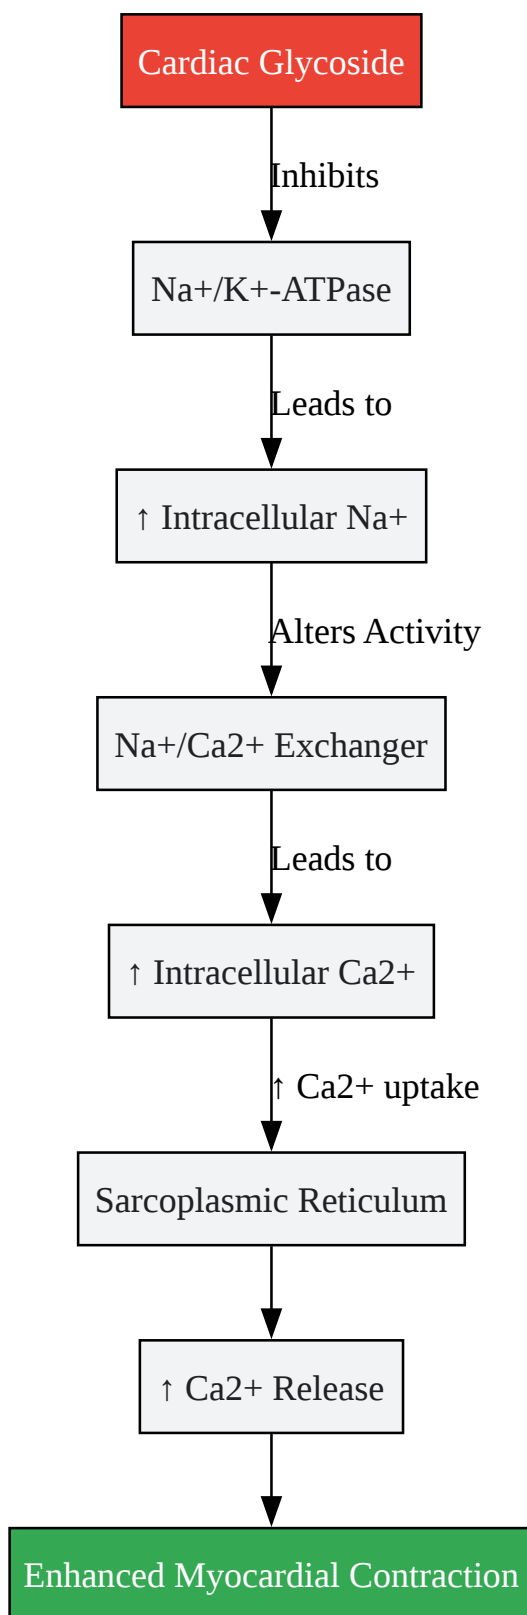 Cardiac Glycoside
Inhibits
Na+/K+-ATPase
Leads to
↑ Intracellular Na+
Alters Activity
Na+/Ca2+ Exchanger
Leads to
↑ Intracellular Ca2+
↑ Ca2+ uptake
Sarcoplasmic Reticulum
↑ Ca2+ Release
Enhanced Myocardial Contraction